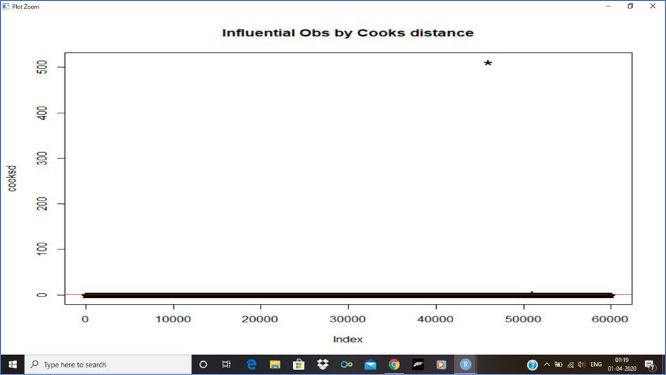 Plot Zoom
Influential Obs by Cooks distance
cooksd
500
400
300
200
100
0
0 10000 20000 30000 40000 50000 60000
Index
Type here to search
ENG
01:19
01-04-2020